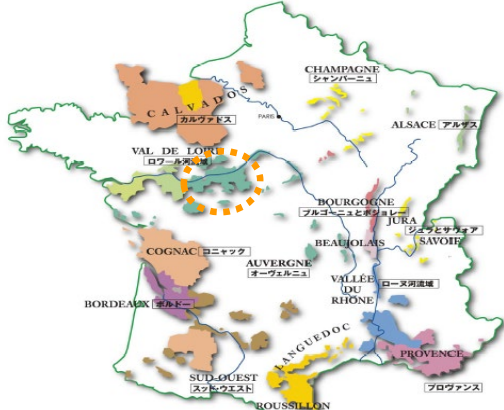 CHAMPAGNE
シャンパーニュ
CALVADOS
カルヴァドス
PARIS
ALSACE アルザス
VAL DE LOIRE
ロワール河流域
BOURGOGNE
ブルゴーニュとボジョレー
JURA
ジュラとサヴォア
SAVOIE
BEAUJOLAIS
COGNAC コニャック
AUVERGNE
オーヴェルニュ
VALLÉE
DU
RHÔNE
ローヌ河流域
BORDEAUX ボルドー
LANGUEDOC
PROVENCE
プロヴァンス
SUD-OUEST
スッド・ウエスト
ROUSSILLON